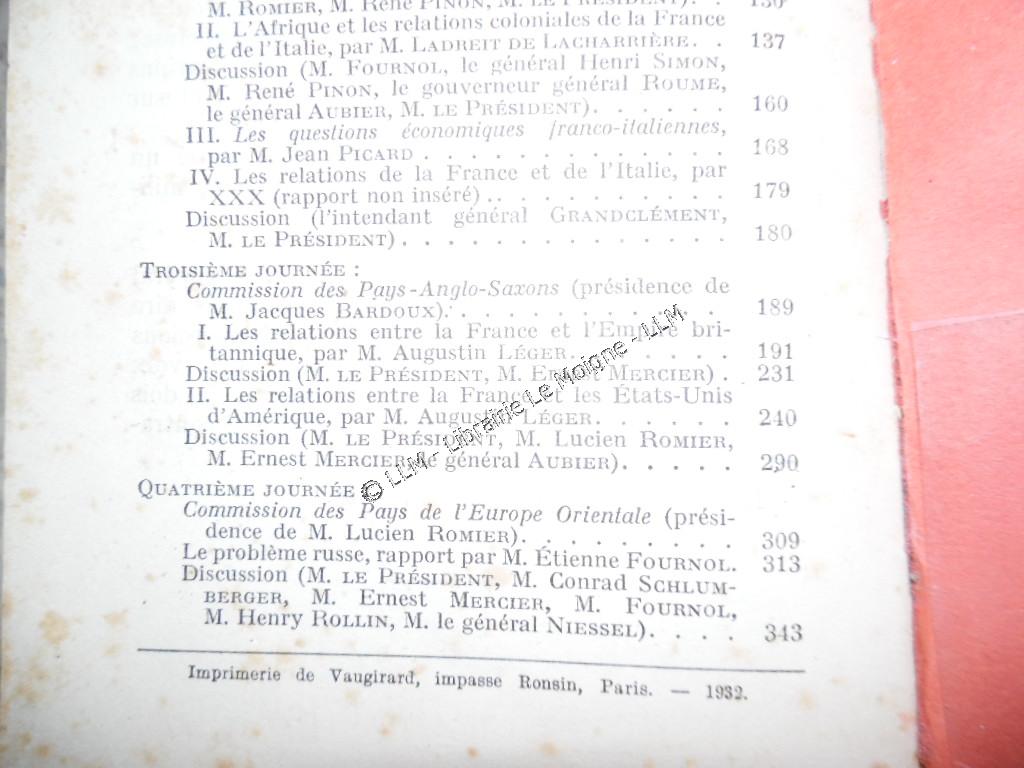 M. ROMIER, M. René PINON, M. LE PRÉSIDENT). . 130
II. L'Afrique et les relations coloniales de la France
et de l'Italie, par M. LADREIT DE LACHARRIÈRE. . 137
Discussion (M. FOURNOL, le général Henri SIMON,
M. René PINON, le gouverneur général ROUME,
le général AUBIER, M. LE PRÉSIDENT). . . . . . 160
III. Les questions économiques franco-italiennes,
par M. Jean PICARD . . . . . . . . . . . . . 168
IV. Les relations de la France et de l'Italie, par
XXX (rapport non inséré) . . . . . . . . . . . 179
Discussion (l'intendant général GRANDCLÉMENT,
M. LE PRÉSIDENT) . . . . . . . . . . . . . . 180
TROISIÈME JOURNÉE :
Commission des Pays-Anglo-Saxons (présidence de
M. Jacques BARDOUX). . . . . . . . . . . . 189
I. Les relations entre la France et l'Empire bri-
tannique, par M. Augustin LÉGER. . . . . . . 191
Discussion (M. LE PRÉSIDENT, M. Ernest MERCIER) . 231
II. Les relations entre la France et les États-Unis
d'Amérique, par M. Augustin LÉGER. . . . . . 240
Discussion (M. LE PRÉSIDENT, M. Lucien ROMIER,
M. Ernest MERCIER, le général AUBIER). . . . . 290
QUATRIÈME JOURNÉE :
Commission des Pays de l'Europe Orientale (prési-
dence de M. Lucien ROMIER). . . . . . . . . 309
Le problème russe, rapport par M. Étienne FOURNOL. 313
Discussion (M. LE PRÉSIDENT, M. Conrad SCHLUM-
BERGER, M. Ernest MERCIER, M. FOURNOL,
M. Henry ROLLIN, M. le général NIESSEL). . . . 343
Imprimerie de Vaugirard, impasse Ronsin, Paris. — 1932.
© LLM - Librairie Le Moigne - LLM